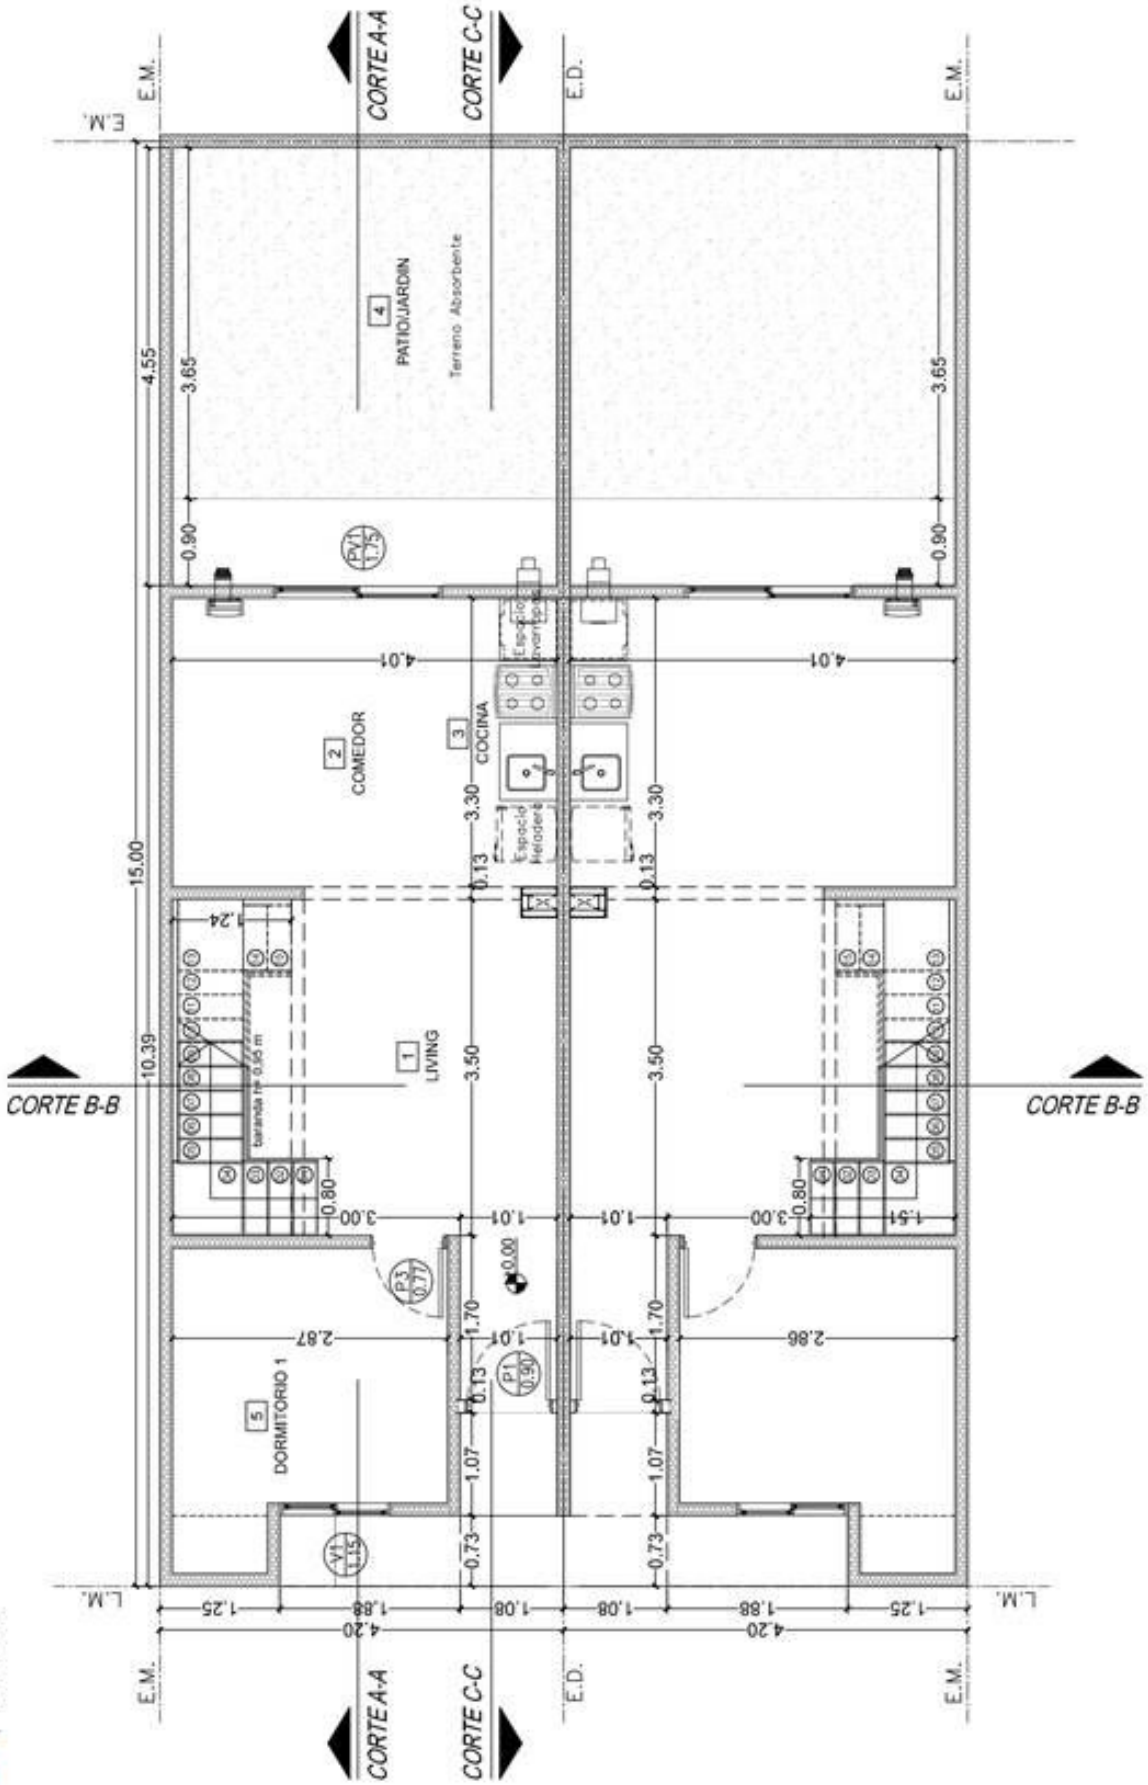 E.M.
CORTE A-A
CORTE C-C
E.D.
E.M.
E.M.
4.55
3.65
4
PATIO/JARDIN
Terreno Absorbente
3.65
0.90
PV1
1.75
0.90
15.00
4.01
4.01
Espacio
Lavarropa
2
COMEDOR
3
COCINA
3.30
3.30
Espacio
Heladera
0.13
0.13
1.24
10.39
baranda h= 0.95 m
1
LIVING
3.50
3.50
CORTE B-B
CORTE B-B
0.80
0.80
3.00
1.01
1.01
3.00
1.51
P3
0.77
±0.00
1.70
1.70
2.87
1.01
1.01
2.86
P1
0.90
0.13
0.13
5
DORMITORIO 1
1.07
1.07
V1
1.15
0.73
0.73
L.M.
L.M.
1.25
1.88
1.08
1.08
1.88
1.25
4.20
4.20
E.M.
CORTE A-A
CORTE C-C
E.D.
E.M.